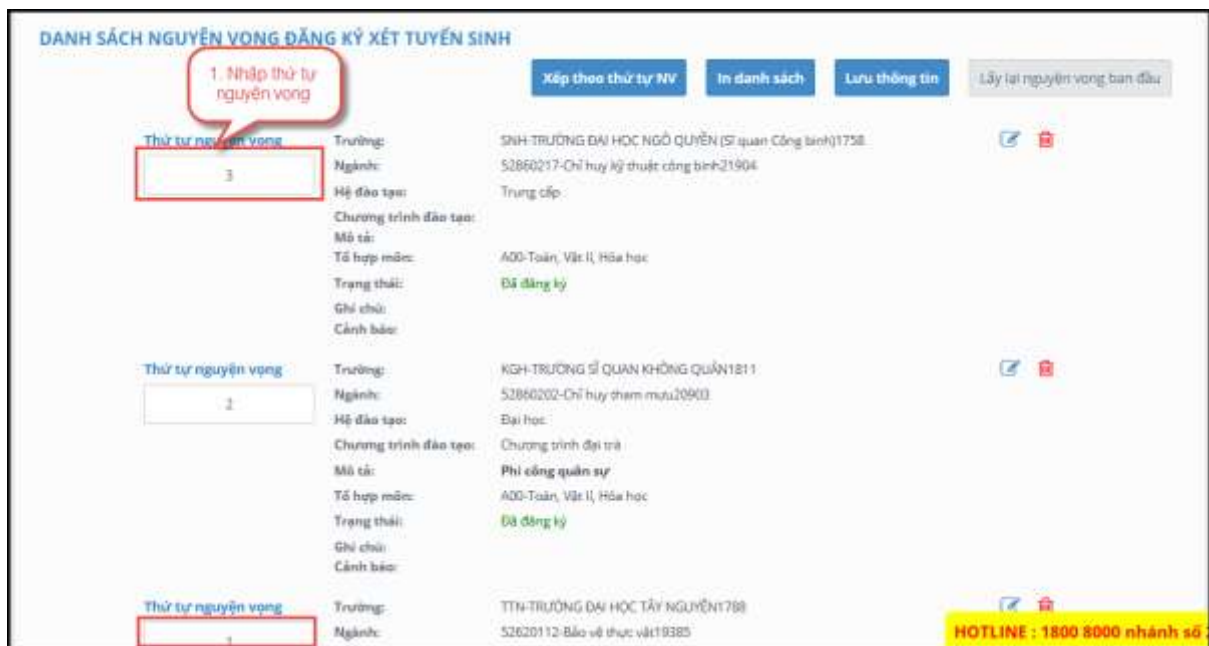 DANH SÁCH NGUYỆN VỌNG ĐĂNG KÝ XÉT TUYỂN SINH
1. Nhập thứ tự
nguyện vọng
Xếp theo thứ tự NV
In danh sách
Lưu thông tin
Lấy lại nguyện vọng ban đầu
Thứ tự nguyện vọng
3
Trường: SNH-TRƯỜNG ĐẠI HỌC NGÔ QUYỀN (Sĩ quan Công binh)1758
Ngành: 52860217-Chỉ huy kỹ thuật công binh21904
Hệ đào tạo: Trung cấp
Chương trình đào tạo:
Mô tả:
Tổ hợp môn: A00-Toán, Vật lí, Hóa học
Trạng thái: Đã đăng ký
Ghi chú:
Cảnh báo:
Thứ tự nguyện vọng
2
Trường: KGH-TRƯỜNG SĨ QUAN KHÔNG QUÂN1811
Ngành: 52860202-Chỉ huy tham mưu20903
Hệ đào tạo: Đại học
Chương trình đào tạo: Chương trình đại trà
Mô tả: Phi công quân sự
Tổ hợp môn: A00-Toán, Vật lí, Hóa học
Trạng thái: Đã đăng ký
Ghi chú:
Cảnh báo:
Thứ tự nguyện vọng
1
Trường: TTN-TRƯỜNG ĐẠI HỌC TÂY NGUYÊN1788
Ngành: 52620112-Bảo vệ thực vật19385
HOTLINE : 1800 8000 nhánh số